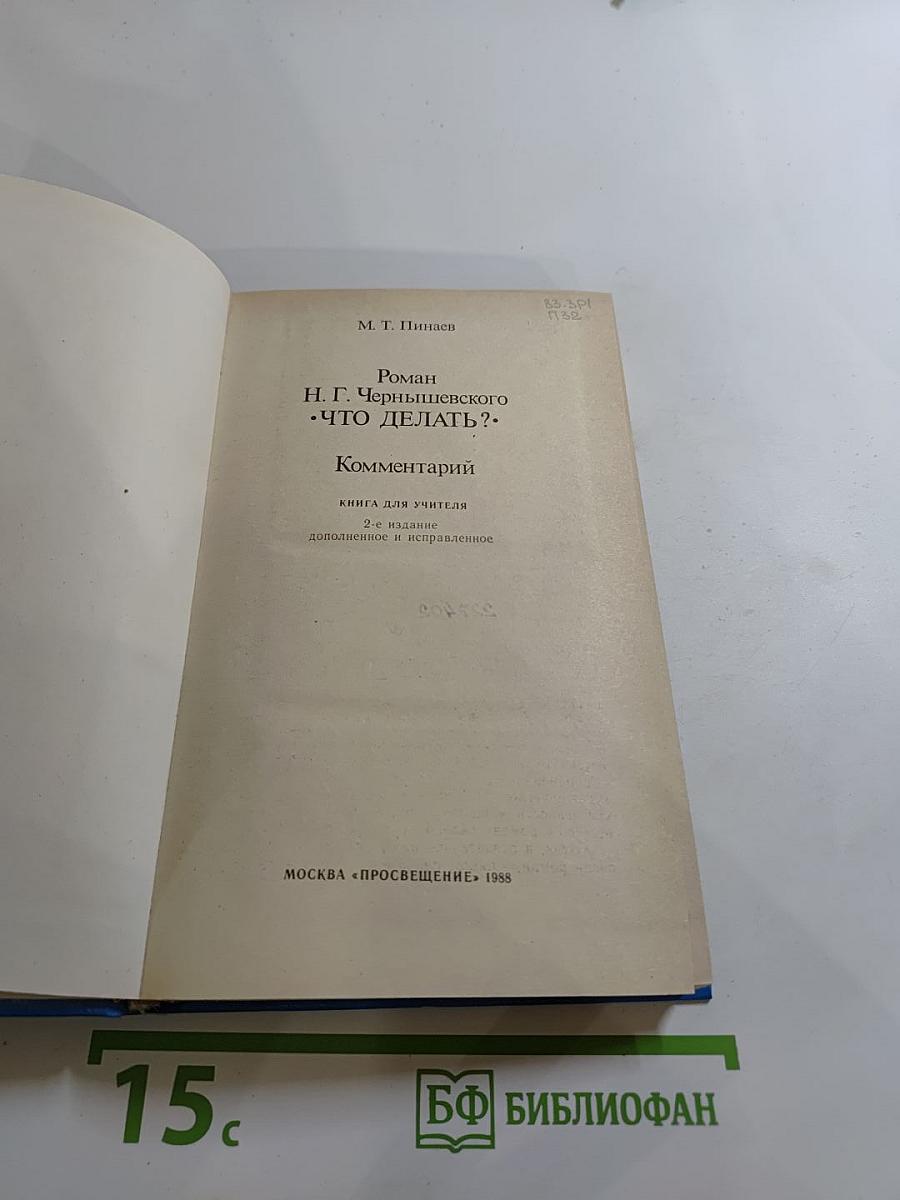 83.3Р1
П32
М. Т. Пинаев
Роман
Н. Г. Чернышевского
•ЧТО ДЕЛАТЬ?•
Комментарий
КНИГА ДЛЯ УЧИТЕЛЯ
2-е издание
дополненное и исправленное
МОСКВА «ПРОСВЕЩЕНИЕ» 1988
15 с
БФ БИБЛИОФАН